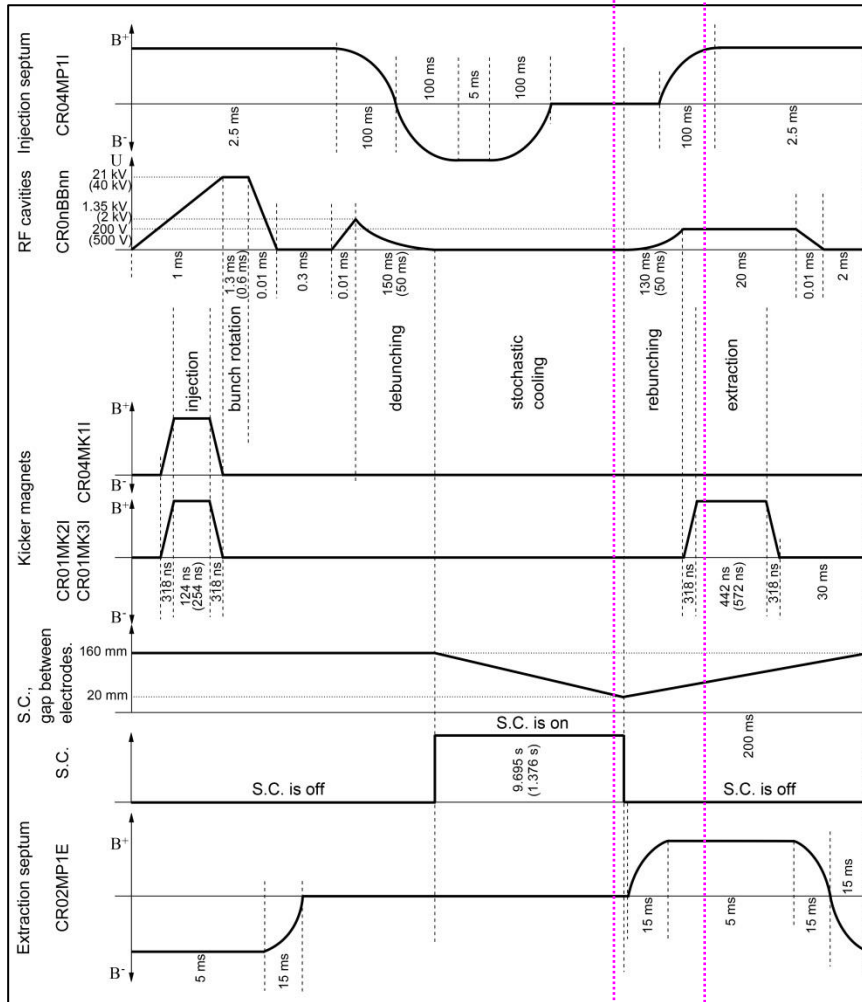 Injection septum
CR04MP1I
B⁺
B⁻
2.5 ms
100 ms
100 ms
5 ms
100 ms
100 ms
2.5 ms
RF cavities
CR0nBBnn
U
21 kV
(40 kV)
1.35 kV
(2 kV)
200 V
(500 V)
1 ms
1.3 ms
(0.6 ms)
0.01 ms
0.3 ms
0.01 ms
150 ms
(50 ms)
130 ms
(50 ms)
20 ms
0.01 ms
2 ms
injection
bunch rotation
debunching
stochastic
cooling
rebunching
extraction
Kicker magnets
CR04MK1I
B⁺
B⁻
CR01MK2I
CR01MK3I
B⁺
B⁻
318 ns
124 ns
(254 ns)
318 ns
318 ns
442 ns
(572 ns)
318 ns
30 ms
S.C.,
gap between
electrodes.
160 mm
20 mm
200 ms
S.C.
S.C. is off
S.C. is on
9.695 s
(1.376 s)
S.C. is off
Extraction septum
CR02MP1E
B⁺
B⁻
5 ms
15 ms
15 ms
5 ms
15 ms
15 ms